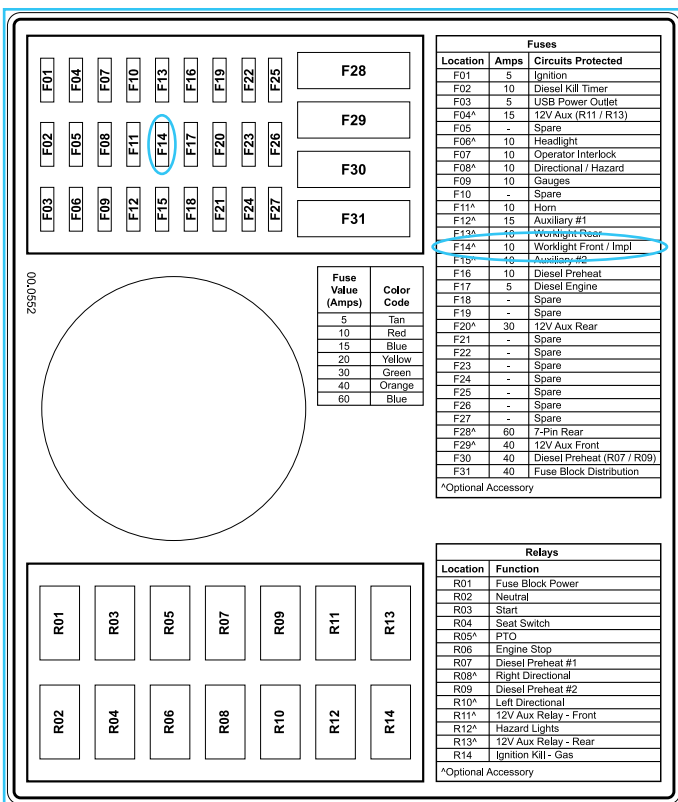 F01 F04 F07 F10 F13 F16 F19 F22 F25 F28
F29
F02 F05 F08 F11 F14 F17 F20 F23 F26
F30
F03 F06 F09 F12 F15 F18 F21 F24 F27 F31
00.0552
Fuse Value (Amps) Color Code
5 Tan
10 Red
15 Blue
20 Yellow
30 Green
40 Orange
60 Blue
Fuses
Location Amps Circuits Protected
F01 5 Ignition
F02 10 Diesel Kill Timer
F03 5 USB Power Outlet
F04^ 15 12V Aux (R11 / R13)
F05 - Spare
F06^ 10 Headlight
F07 10 Operator Interlock
F08^ 10 Directional / Hazard
F09 10 Gauges
F10 - Spare
F11^ 10 Horn
F12^ 15 Auxiliary #1
F13^ 10 Worklight Rear
F14^ 10 Worklight Front / Impl
F15^ 10 Auxiliary #2
F16 10 Diesel Preheat
F17 5 Diesel Engine
F18 - Spare
F19 - Spare
F20^ 30 12V Aux Rear
F21 - Spare
F22 - Spare
F23 - Spare
F24 - Spare
F25 - Spare
F26 - Spare
F27 - Spare
F28^ 60 7-Pin Rear
F29^ 40 12V Aux Front
F30 40 Diesel Preheat (R07 / R09)
F31 40 Fuse Block Distribution
^Optional Accessory
R01 R03 R05 R07 R09 R11 R13
R02 R04 R06 R08 R10 R12 R14
Relays
Location Function
R01 Fuse Block Power
R02 Neutral
R03 Start
R04 Seat Switch
R05^ PTO
R06 Engine Stop
R07 Diesel Preheat #1
R08^ Right Directional
R09 Diesel Preheat #2
R10^ Left Directional
R11^ 12V Aux Relay - Front
R12^ Hazard Lights
R13^ 12V Aux Relay - Rear
R14 Ignition Kill - Gas
^Optional Accessory